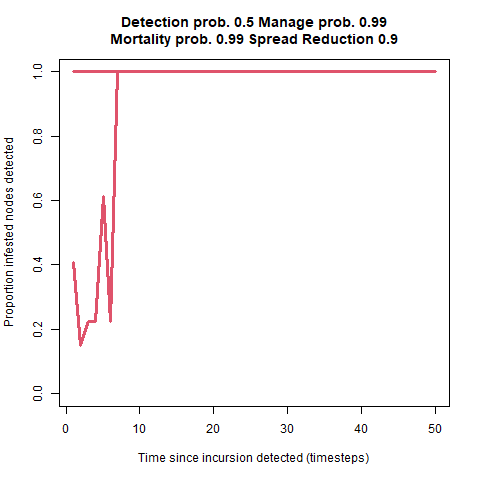 Detection prob. 0.5 Manage prob. 0.99
Mortality prob. 0.99 Spread Reduction 0.9
Proportion infested nodes detected
1.0
0.8
0.6
0.4
0.2
0.0
0 10 20 30 40 50
Time since incursion detected (timesteps)